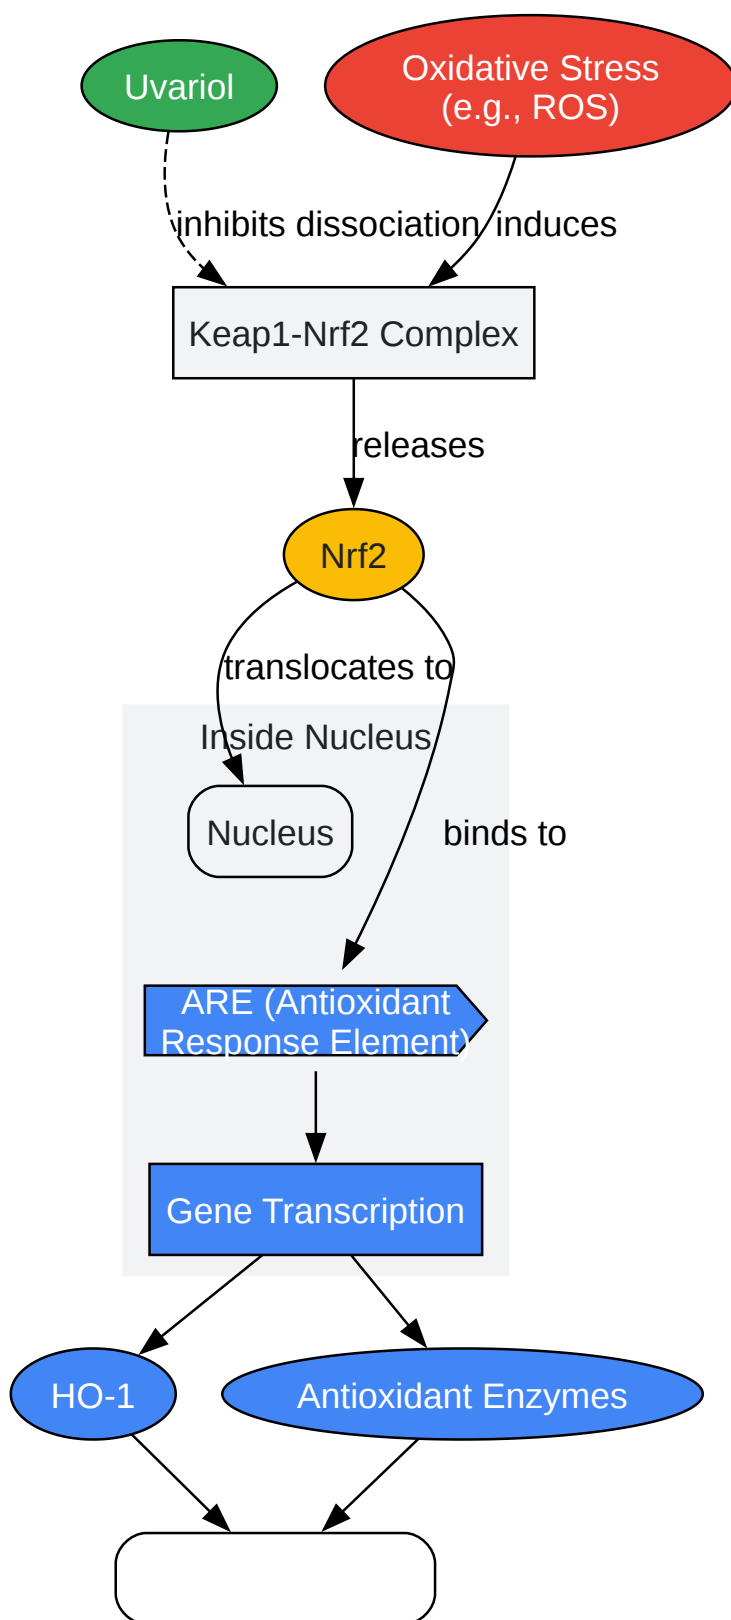 Uvariol
Oxidative Stress
(e.g., ROS)
inhibits dissociation
induces
Keap1-Nrf2 Complex
releases
Nrf2
translocates to
Inside Nucleus
Nucleus
binds to
ARE (Antioxidant
Response Element)
Gene Transcription
HO-1
Antioxidant Enzymes